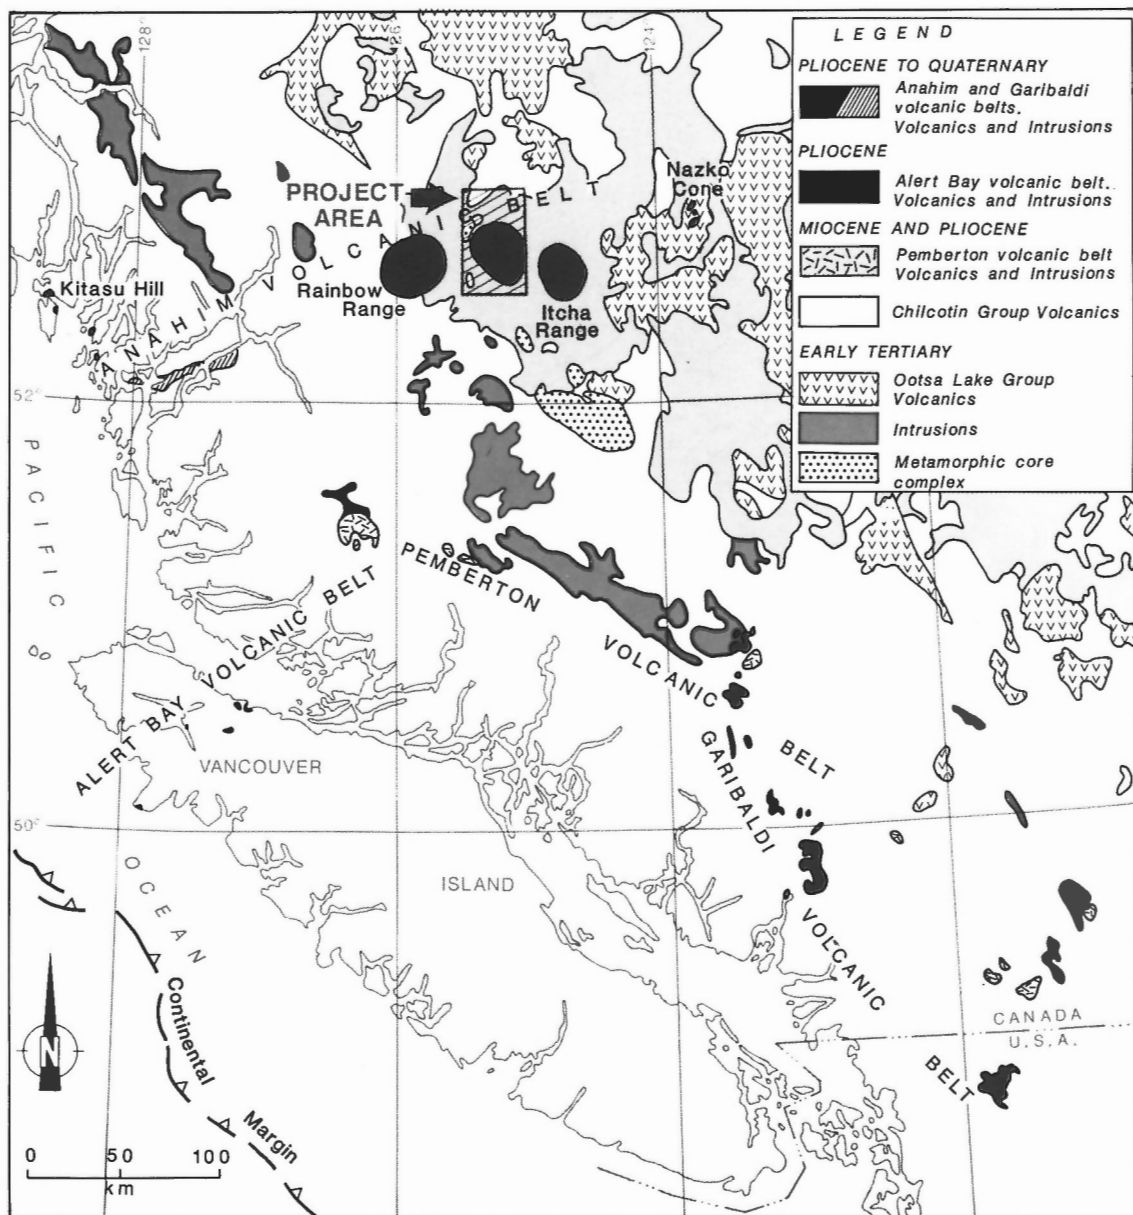 128°
126°
124°
LEGEND
PLIOCENE TO QUATERNARY
Anahim and Garibaldi
volcanic belts.
Volcanics and Intrusions
PLIOCENE
Alert Bay volcanic belt.
Volcanics and Intrusions
MIOCENE AND PLIOCENE
Pemberton volcanic belt
Volcanics and Intrusions
Chilcotin Group Volcanics
EARLY TERTIARY
Ootsa Lake Group
Volcanics
Intrusions
Metamorphic core
complex
Nazko
Cone
PROJECT
AREA
ANAHIM VOLCANIC BELT
Rainbow
Range
Itcha
Range
Kitasu Hill
52°
PACIFIC
OCEAN
PEMBERTON
VOLCANIC
BELT
ALERT BAY VOLCANIC BELT
VANCOUVER
ISLAND
GARIBALDI
VOLCANIC
BELT
50°
Continental
Margin
CANADA
U.S.A.
N
0 50 100
km